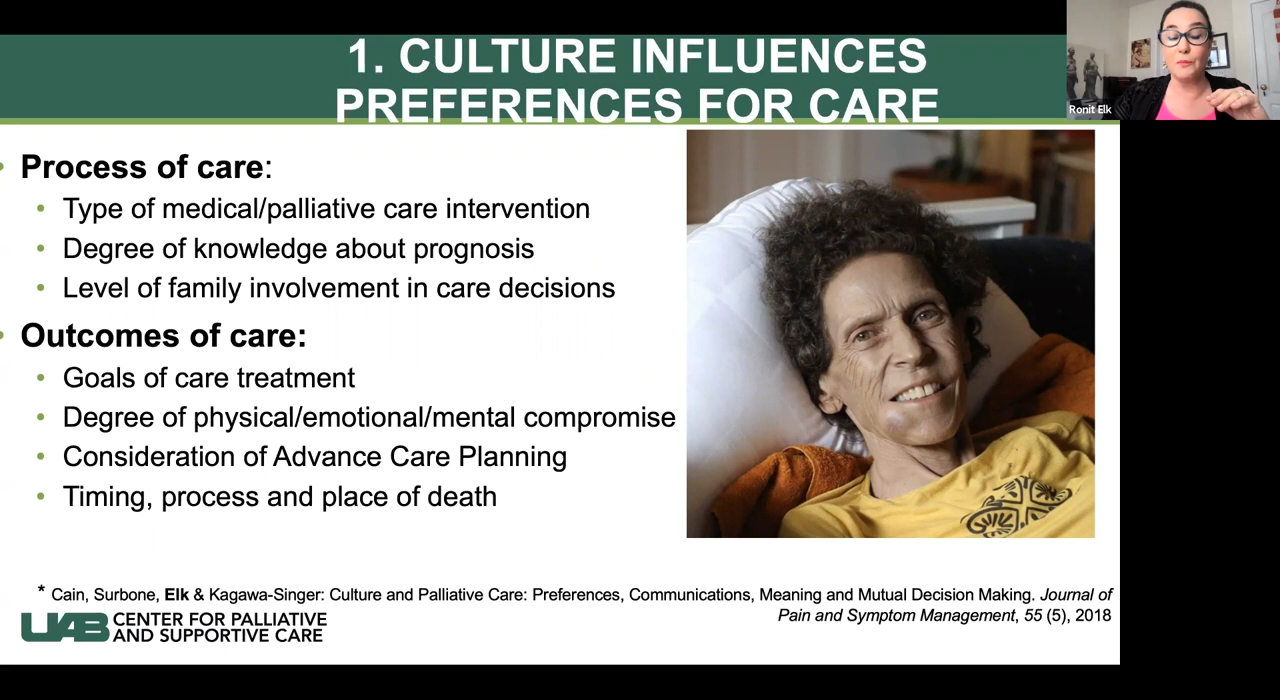 1. CULTURE INFLUENCES
PREFERENCES FOR CARE
Ronit Elk
• Process of care:
• Type of medical/palliative care intervention
• Degree of knowledge about prognosis
• Level of family involvement in care decisions
• Outcomes of care:
• Goals of care treatment
• Degree of physical/emotional/mental compromise
• Consideration of Advance Care Planning
• Timing, process and place of death
* Cain, Surbone, Elk & Kagawa-Singer: Culture and Palliative Care: Preferences, Communications, Meaning and Mutual Decision Making. Journal of
Pain and Symptom Management, 55 (5), 2018
UAB CENTER FOR PALLIATIVE
AND SUPPORTIVE CARE